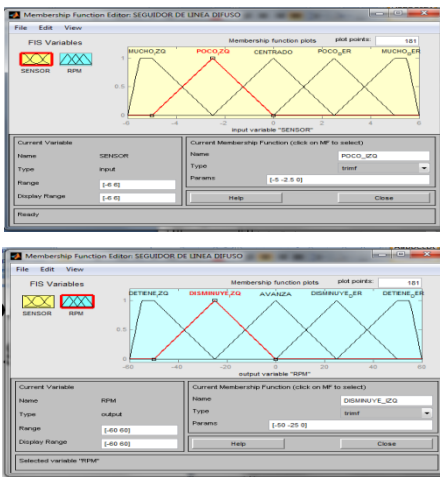 Membership Function Editor: SEGUIDOR DE LINEA DIFUSO
File Edit View
FIS Variables
Membership function plots plot points: 181
SENSOR RPM
MUCHO_IZQ POCO_IZQ CENTRADO POCO_DER MUCHO_DER
1
0.5
0
-6 -4 -2 0 2 4 6
input variable "SENSOR"
Current Variable
Current Membership Function (click on MF to select)
Name SENSOR
Name POCO_IZQ
Type input
Type trimf
Range [-6 6]
Params [-5 -2.5 0]
Display Range [-6 6]
Help Close
Ready
Membership Function Editor: SEGUIDOR DE LINEA DIFUSO
File Edit View
FIS Variables
Membership function plots plot points: 181
SENSOR RPM
DETIENE_IZQ DISMINUYE_IZQ AVANZA DISMINUYE_DER DETIENE_DER
1
0.5
0
-60 -40 -20 0 20 40 60
output variable "RPM"
Current Variable
Current Membership Function (click on MF to select)
Name RPM
Name DISMINUYE_IZQ
Type output
Type trimf
Range [-60 60]
Params [-50 -25 0]
Display Range [-60 60]
Help Close
Selected variable "RPM"